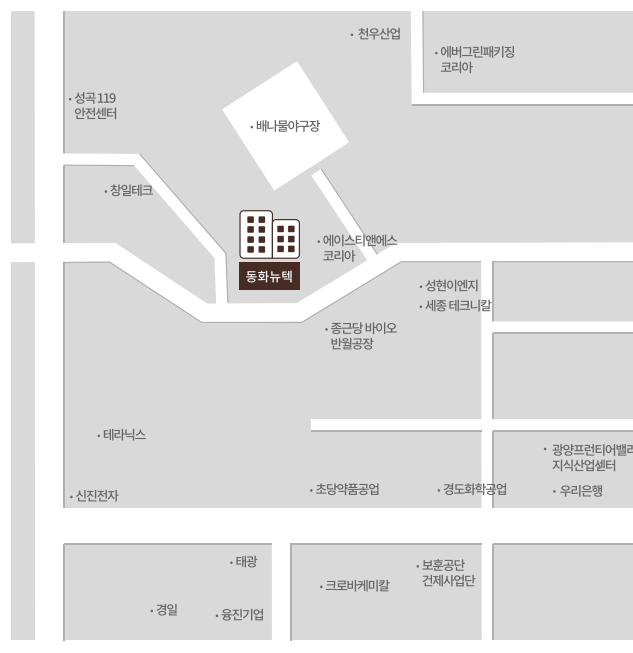 · 천우산업
· 에버그린패키징
코리아
· 성곡 119
안전센터
· 배나물야구장
· 창일테크
· 에이스티앤에스
코리아
동화뉴텍
· 성현이엔지
· 세종 테크니칼
· 종근당 바이오
반월공장
· 테라닉스
· 광양프런티어밸리
지식산업센터
· 신진전자
· 초당약품공업
· 경도화학공업
· 우리은행
· 태광
· 보훈공단
건제사업단
· 크로바케미칼
· 경일
· 융진기업